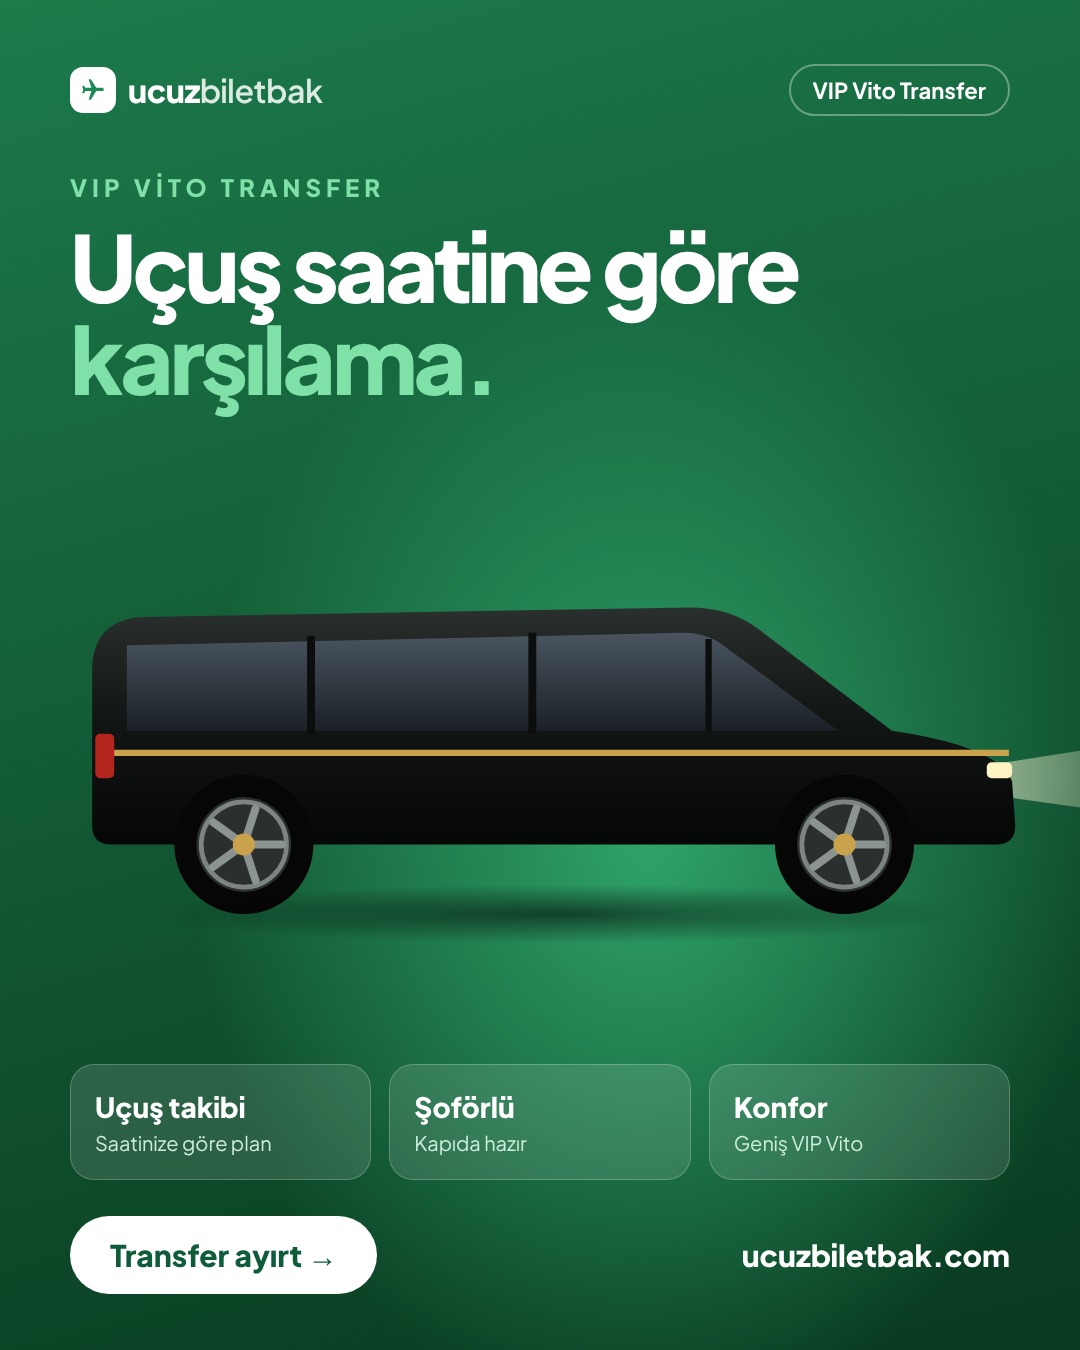 ucuzbiletbak
VIP Vito Transfer
VIP VİTO TRANSFER
Uçuş saatine göre
karşılama.
Uçuş takibi
Saatinize göre plan
Şoförlü
Kapıda hazır
Konfor
Geniş VIP Vito
Transfer ayırt →
ucuzbiletbak.com